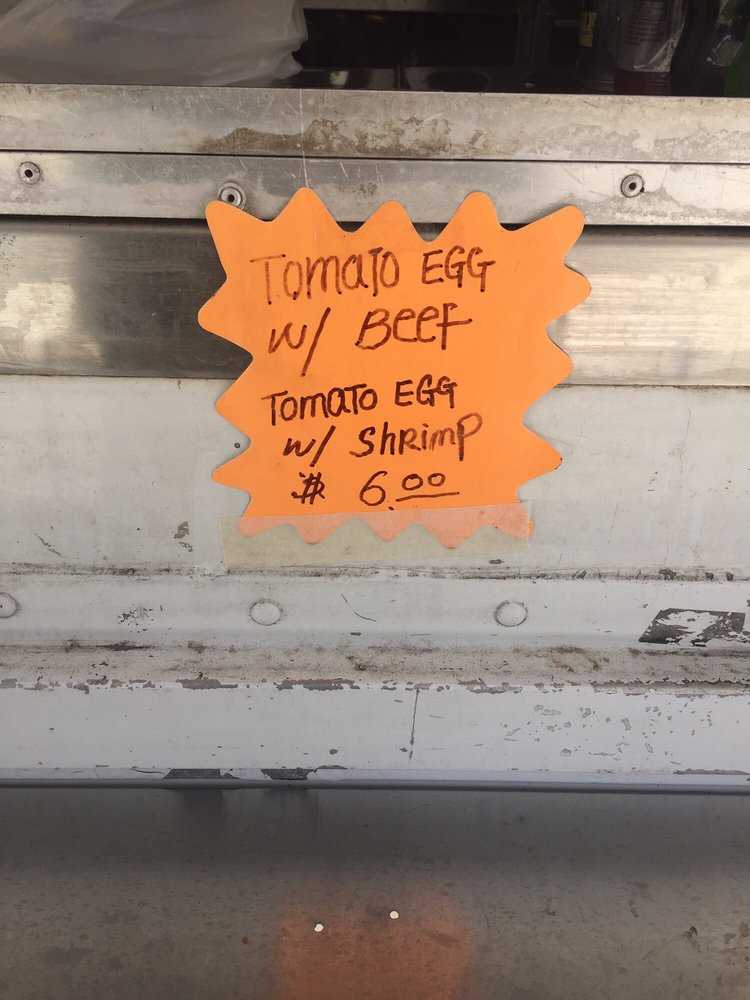 Tomato EGG
w/ Beef
Tomato EGG
w/ Shrimp
$ 6.00